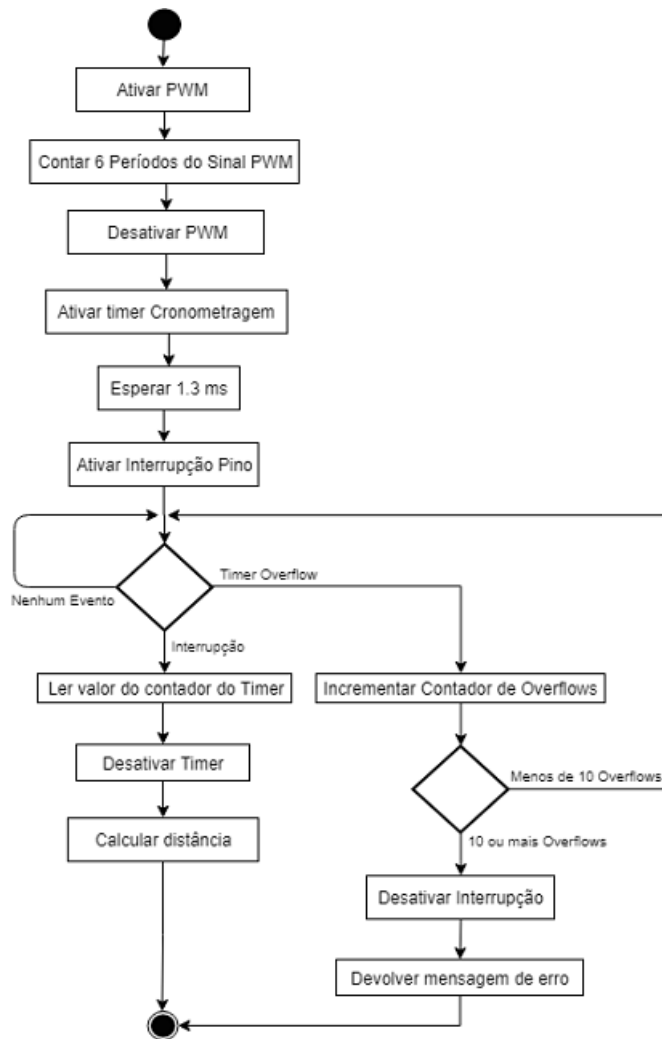 Ativar PWM
Contar 6 Períodos do Sinal PWM
Desativar PWM
Ativar timer Cronometragem
Esperar 1.3 ms
Ativar Interrupção Pino
Nenhum Evento
Timer Overflow
Interrupção
Ler valor do contador do Timer
Incrementar Contador de Overflows
Desativar Timer
Menos de 10 Overflows
Calcular distância
10 ou mais Overflows
Desativar Interrupção
Devolver mensagem de erro